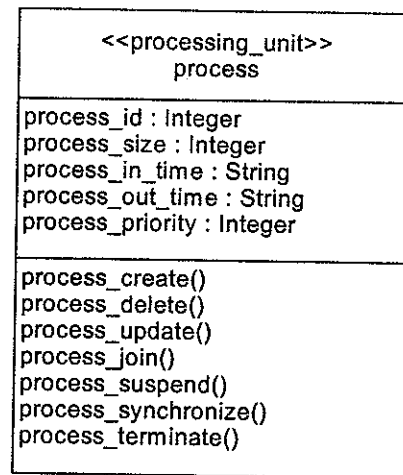 <<processing_unit>>
process
process_id : Integer
process_size : Integer
process_in_time : String
process_out_time : String
process_priority : Integer
process_create()
process_delete()
process_update()
process_join()
process_suspend()
process_synchronize()
process_terminate()